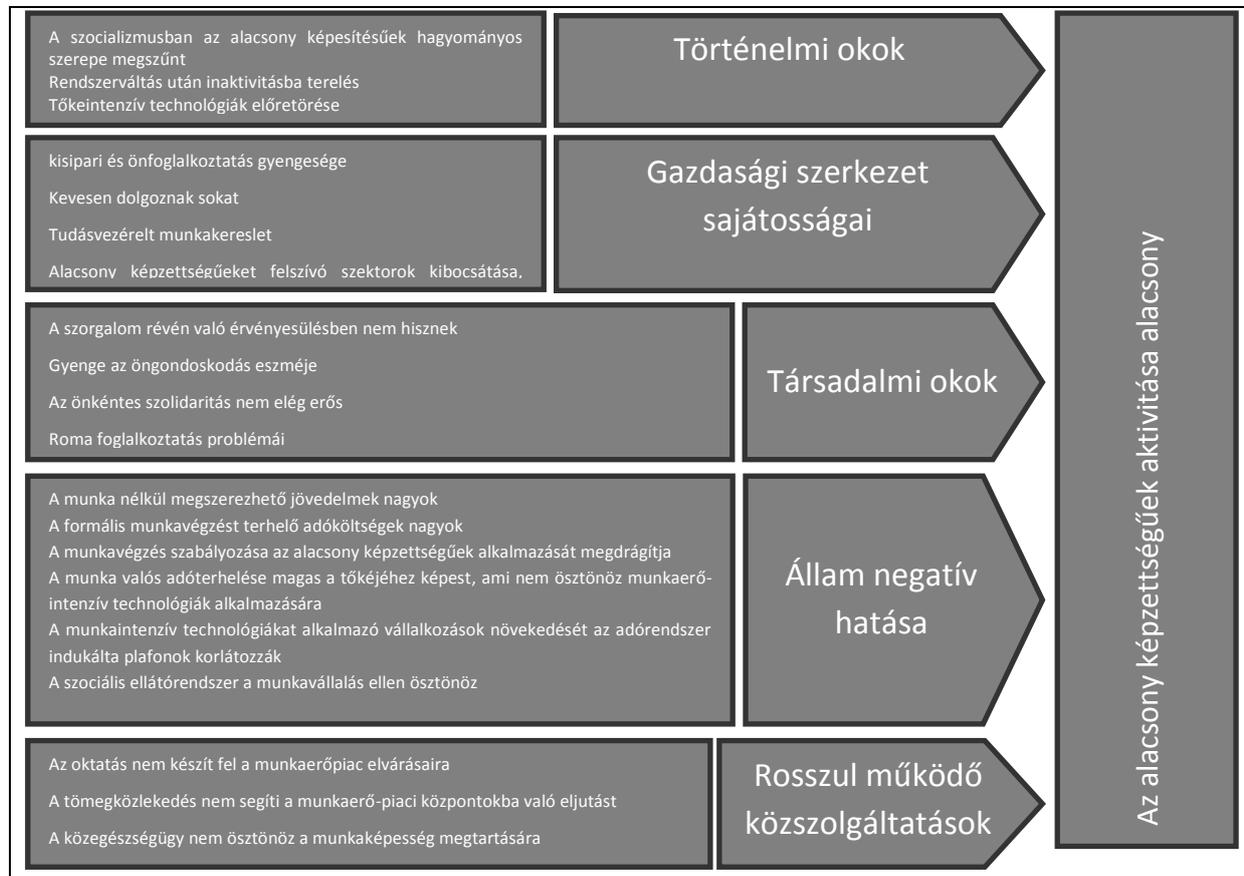 A szocializmusban az alacsony képesítésűek hagyományos
szerepe megszűnt
Rendszerváltás után inaktivitásba terelés
Tőkeintenzív technológiák előretörése
Történelmi okok
kisipari és önfoglalkoztatás gyengesége
Kevesen dolgoznak sokat
Tudásvezérelt munkakereslet
Alacsony képzettségűeket felszívó szektorok kibocsátása,
Gazdasági szerkezet
sajátosságai
A szorgalom révén való érvényesülésben nem hisznek
Gyenge az öngondoskodás eszméje
Az önkéntes szolidaritás nem elég erős
Roma foglalkoztatás problémái
Társadalmi okok
A munka nélkül megszerezhető jövedelmek nagyok
A formális munkavégzést terhelő adóköltségek nagyok
A munkavégzés szabályozása az alacsony képzettségűek alkalmazását megdrágítja
A munka valós adóterhelése magas a tőkéjéhez képest, ami nem ösztönöz munkaerő-
intenzív technológiák alkalmazására
A munkaintenzív technológiákat alkalmazó vállalkozások növekedését az adórendszer
indukálta plafonok korlátozzák
A szociális ellátórendszer a munkavállalás ellen ösztönöz
Állam negatív
hatása
Az oktatás nem készít fel a munkaerőpiac elvárásaira
A tömegközlekedés nem segíti a munkaerő-piaci központokba való eljutást
A közegészségügy nem ösztönöz a munkaképesség megtartására
Rosszul működő
közszolgáltatások
Az alacsony képzettségűek aktivitása alacsony